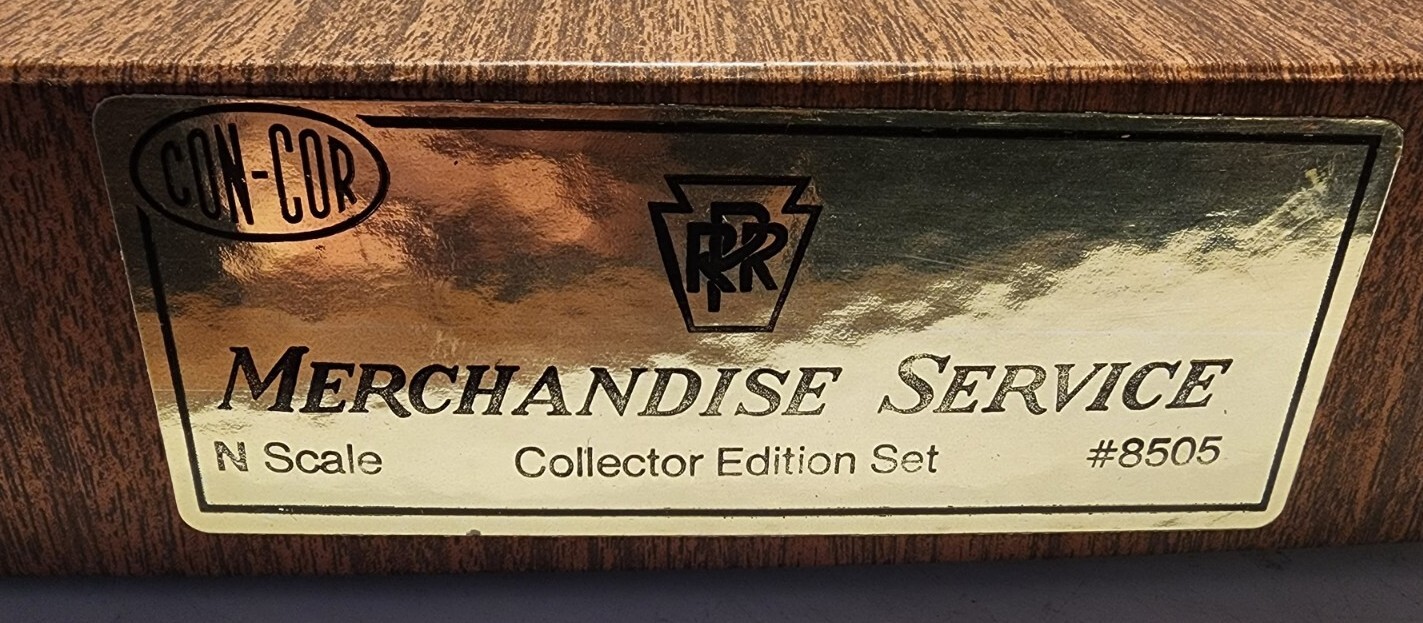 CON-COR
PRR
MERCHANDISE SERVICE
N Scale Collector Edition Set #8505